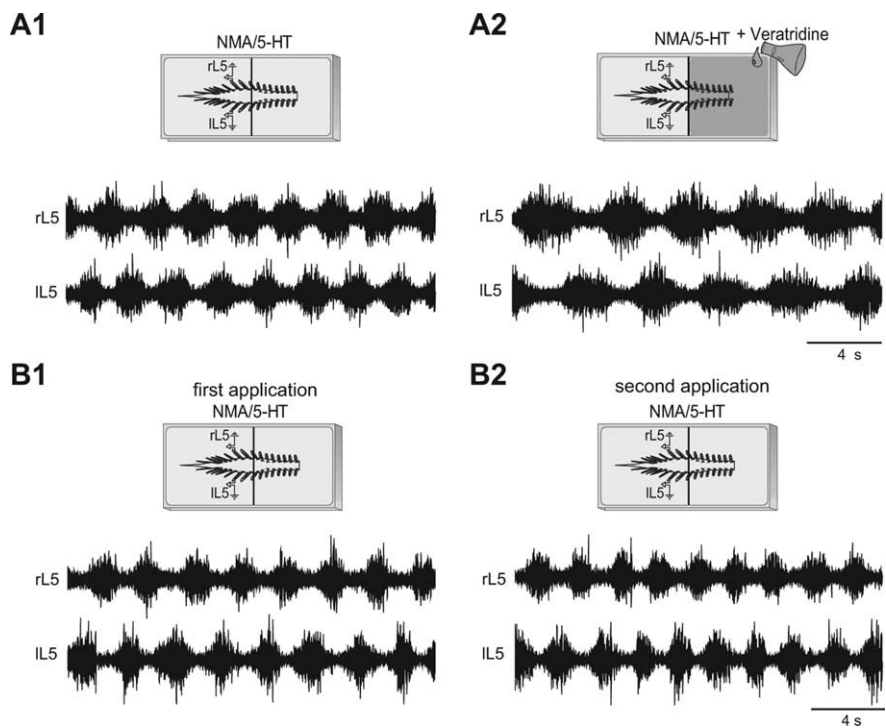 A1
NMA/5-HT
rL5
lL5
rL5
lL5
A2
NMA/5-HT + Veratridine
rL5
lL5
rL5
lL5
4 s
B1
first application
NMA/5-HT
rL5
lL5
rL5
lL5
B2
second application
NMA/5-HT
rL5
lL5
rL5
lL5
4 s